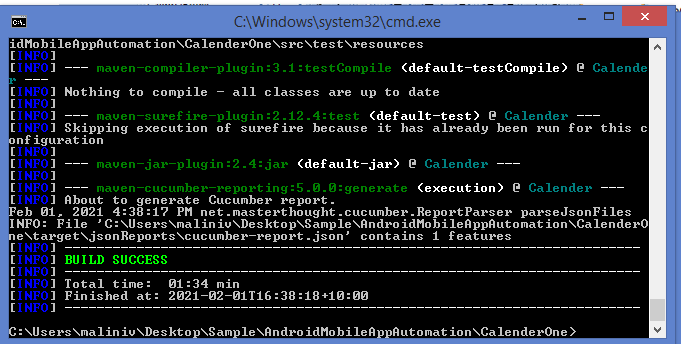 C:\Windows\system32\cmd.exe
idMobileAppAutomation\CalenderOne\src\test\resources
[INFO]
[INFO] --- maven-compiler-plugin:3.1:testCompile (default-testCompile) @ Calende
r ---
[INFO] Nothing to compile - all classes are up to date
[INFO]
[INFO] --- maven-surefire-plugin:2.12.4:test (default-test) @ Calender ---
[INFO] Skipping execution of surefire because it has already been run for this c
onfiguration
[INFO]
[INFO] --- maven-jar-plugin:2.4:jar (default-jar) @ Calender ---
[INFO]
[INFO] --- maven-cucumber-reporting:5.0.0:generate (execution) @ Calender ---
[INFO] About to generate Cucumber report.
Feb 01, 2021 4:38:17 PM net.masterthought.cucumber.ReportParser parseJsonFiles
INFO: File 'C:\Users\maliniv\Desktop\Sample\AndroidMobileAppAutomation\CalenderO
ne\target\jsonReports\cucumber-report.json' contains 1 features
[INFO] ------------------------------------------------------------------------
[INFO] BUILD SUCCESS
[INFO] ------------------------------------------------------------------------
[INFO] Total time:  01:34 min
[INFO] Finished at: 2021-02-01T16:38:18+10:00
[INFO] ------------------------------------------------------------------------
C:\Users\maliniv\Desktop\Sample\AndroidMobileAppAutomation\CalenderOne>